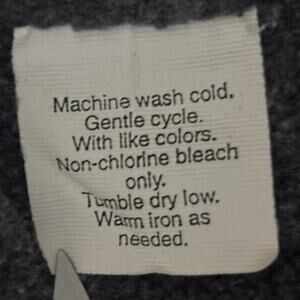 Machine wash cold.
Gentle cycle.
With like colors.
Non-chlorine bleach
only.
Tumble dry low.
Warm iron as
needed.